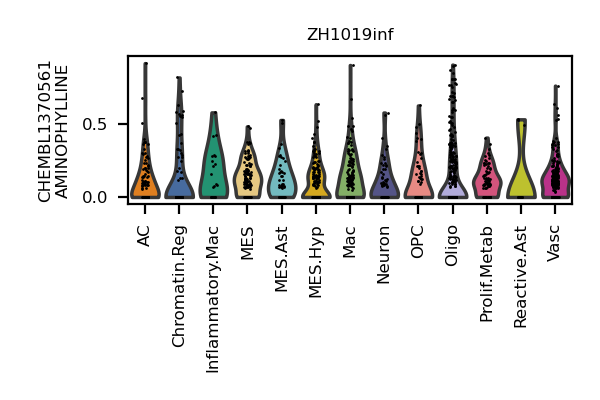 ZH1019inf
CHEMBL1370561
AMINOPHYLLINE
0.5
0.0
AC
Chromatin.Reg
Inflammatory.Mac
MES
MES.Ast
MES.Hyp
Mac
Neuron
OPC
Oligo
Prolif.Metab
Reactive.Ast
Vasc